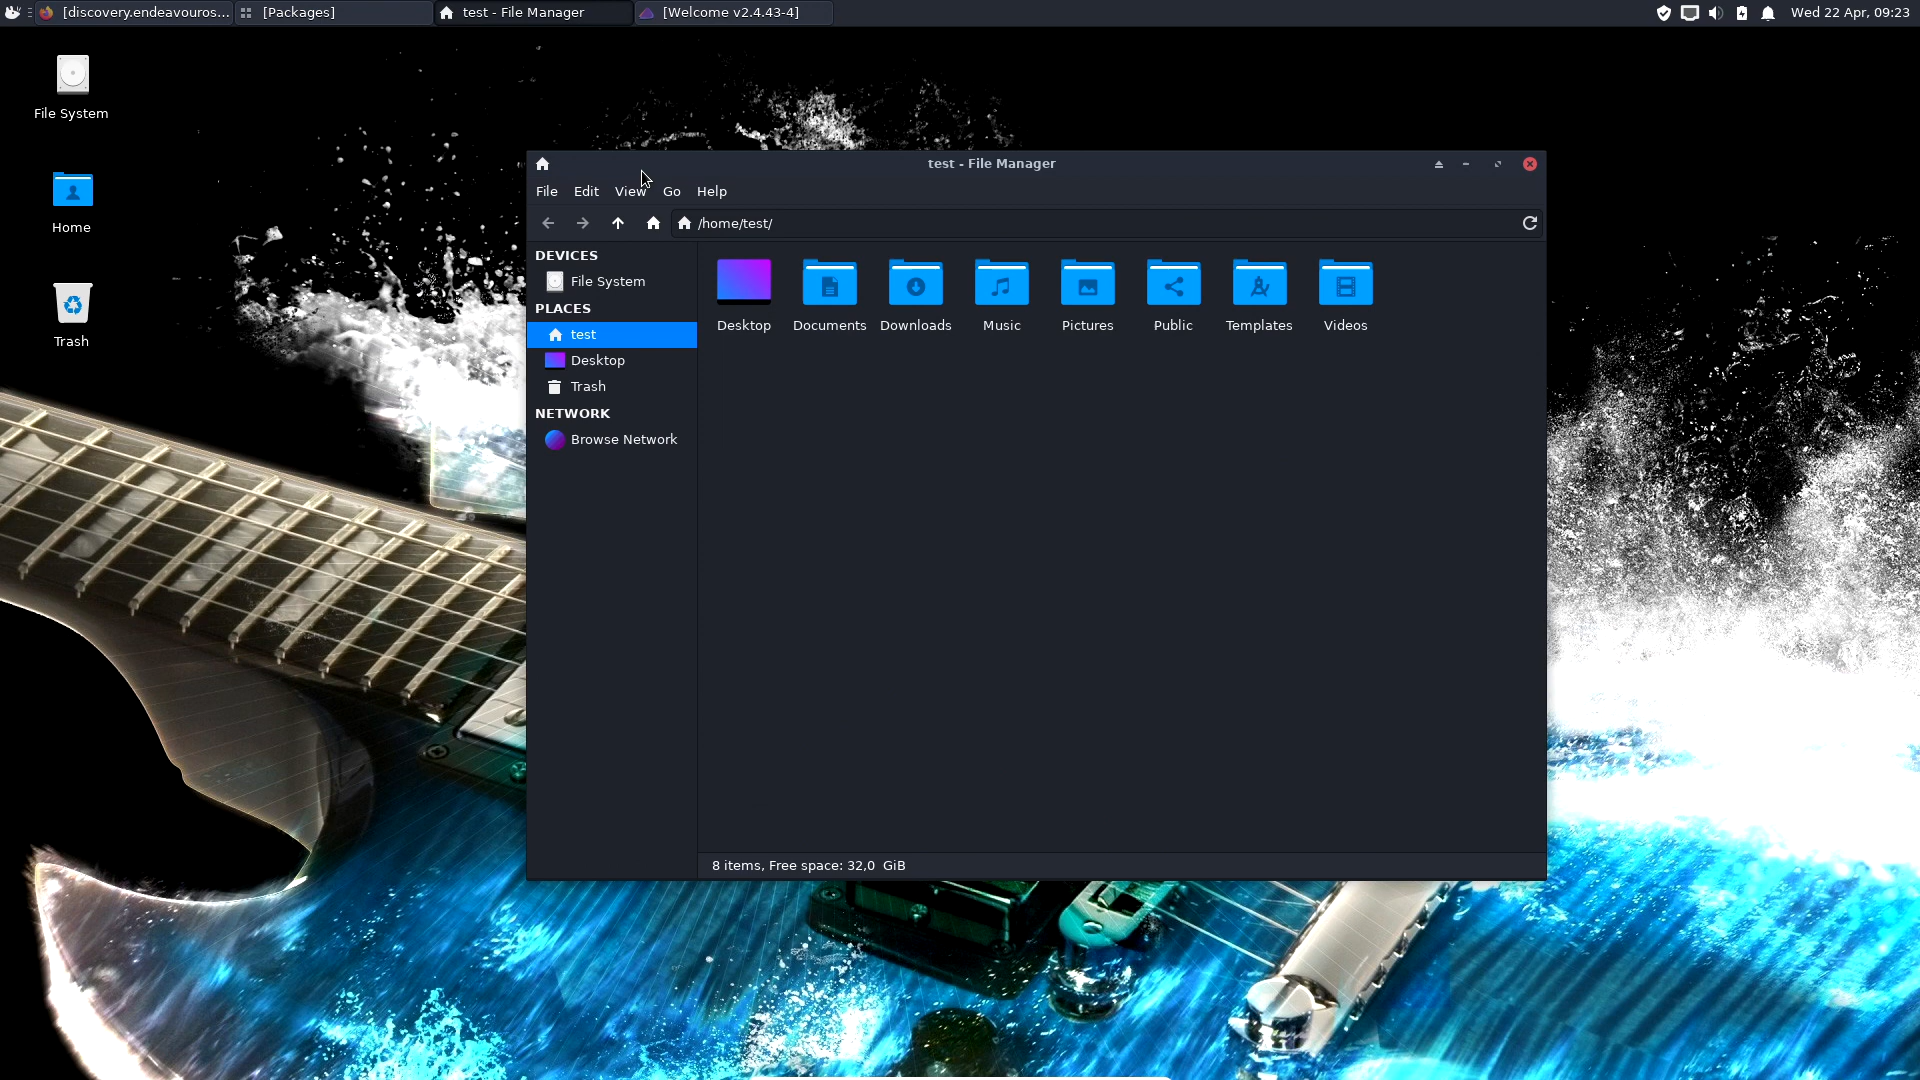 [discovery.endeavouros... [Packages] test - File Manager [Welcome v2.4.43-4] Wed 22 Apr, 09:23
File System
Home
Trash
test - File Manager
File Edit View Go Help
/home/test/
DEVICES
File System
PLACES
test
Desktop
Trash
NETWORK
Browse Network
Desktop Documents Downloads Music Pictures Public Templates Videos
8 items, Free space: 32,0 GiB